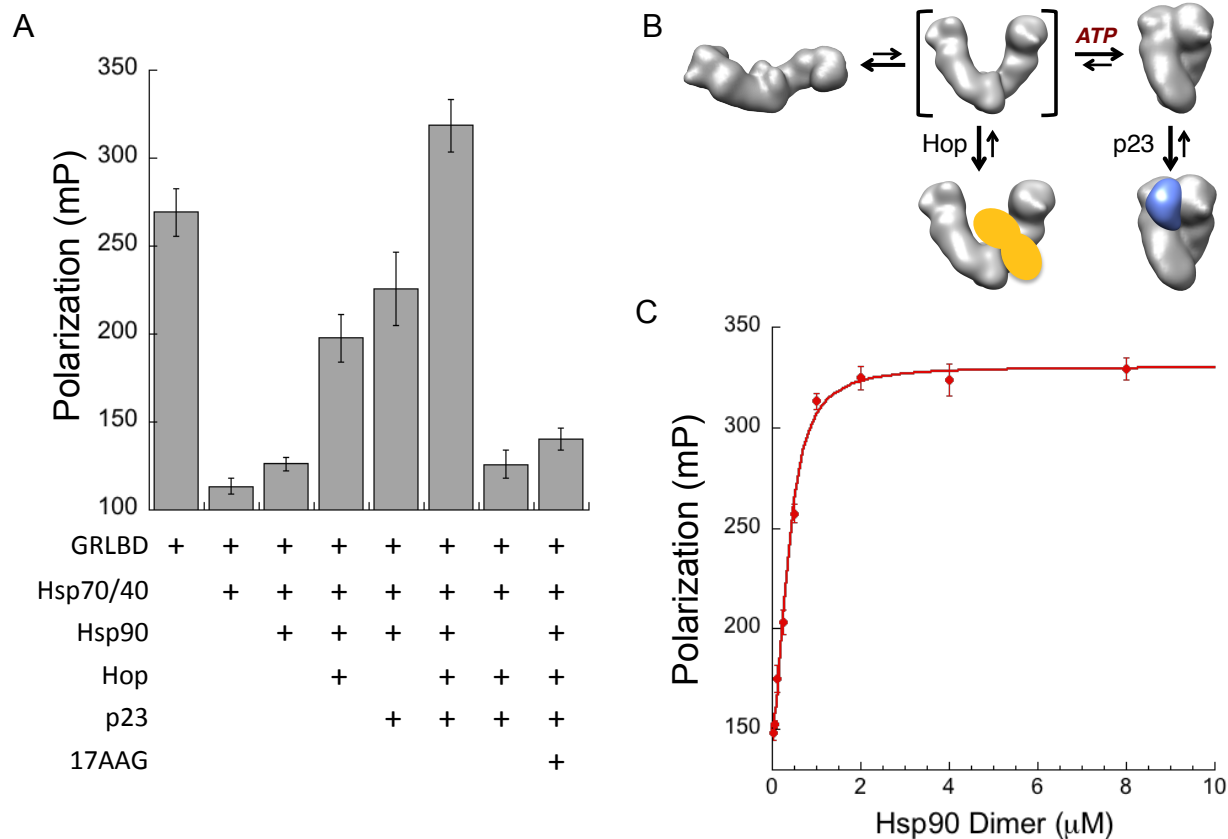 A
Polarization (mP)
350
300
250
200
150
100
GRLBD + + + + + + + +
Hsp70/40 + + + + + + +
Hsp90 + + + + +
Hop + + + +
p23 + + + +
17AAG +
B
ATP
Hop
p23
C
Polarization (mP)
350
300
250
200
150
0 2 4 6 8 10
Hsp90 Dimer (μM)